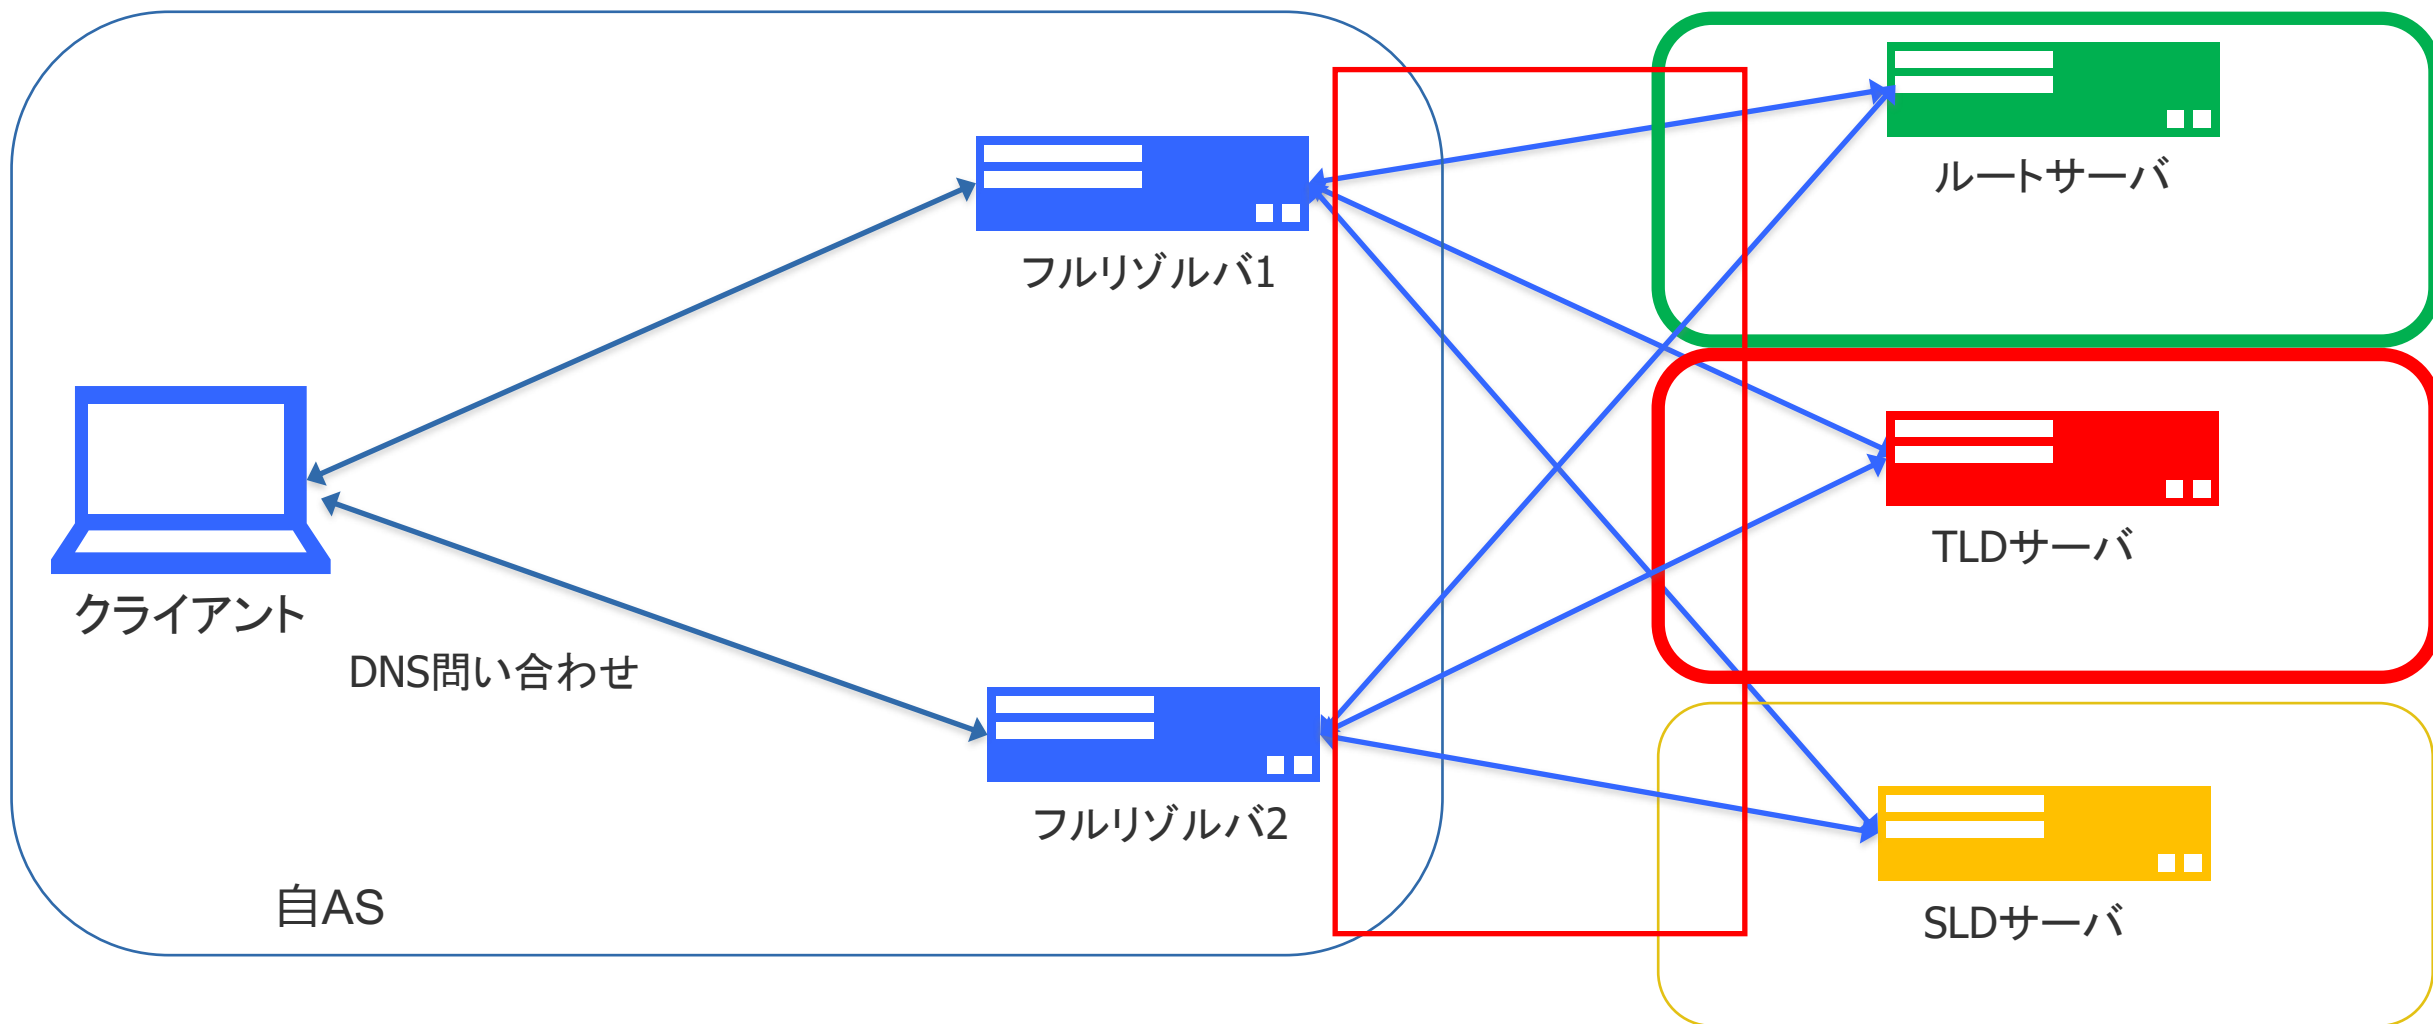 ルートサーバ
フルリゾルバ1
TLDサーバ
クライアント
DNS問い合わせ
フルリゾルバ2
自AS
SLDサーバ